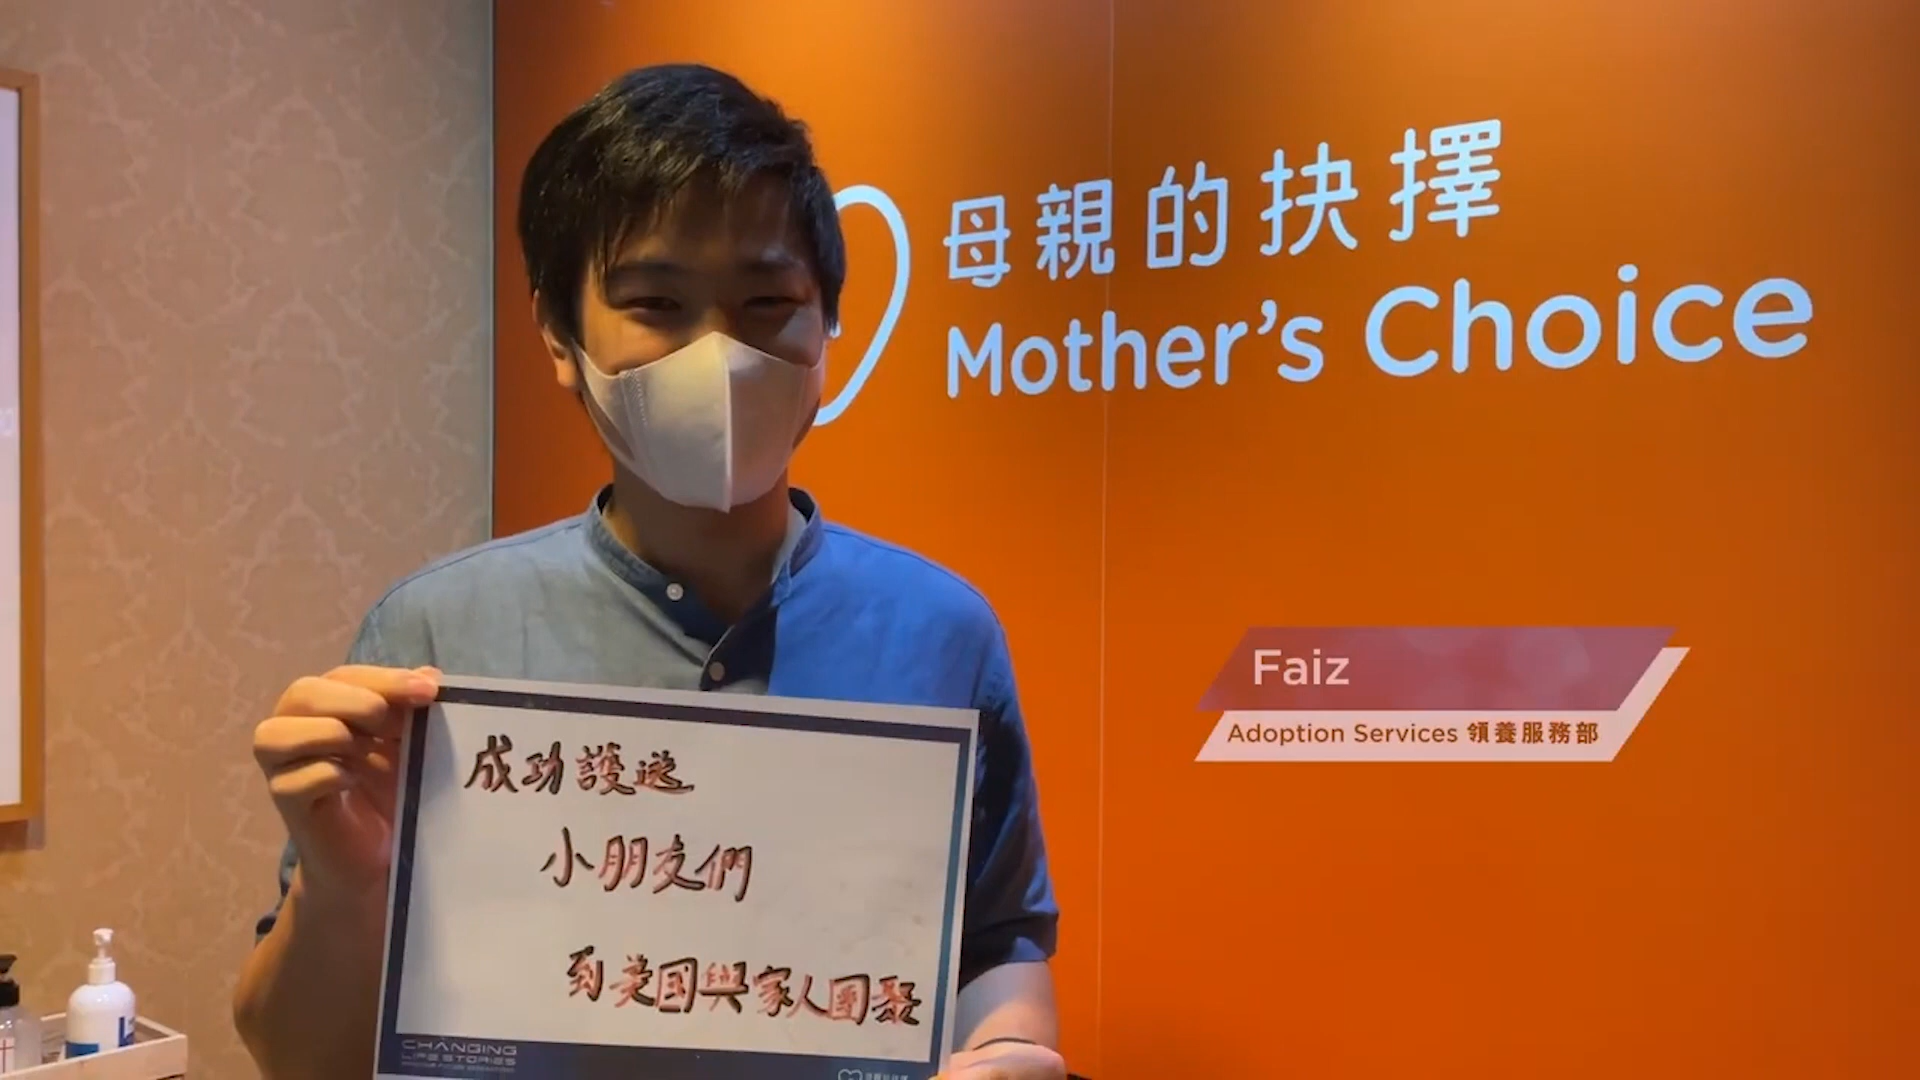 母親的抉擇
Mother's Choice
Faiz
Adoption Services 領養服務部
成功護送
小朋友們
到美國與家人團聚
CHANGING
LIFE STORIES